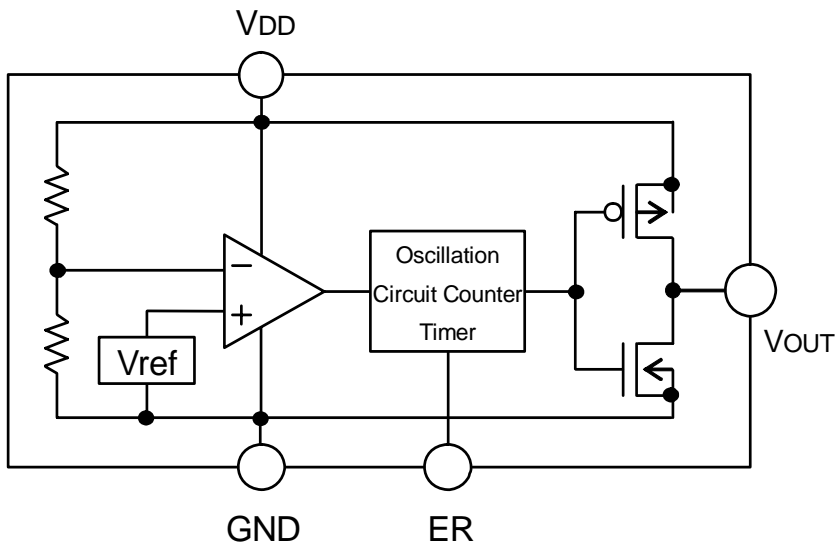 VDD
Oscillation
Circuit Counter
Timer
−
+
Vref
VOUT
GND
ER